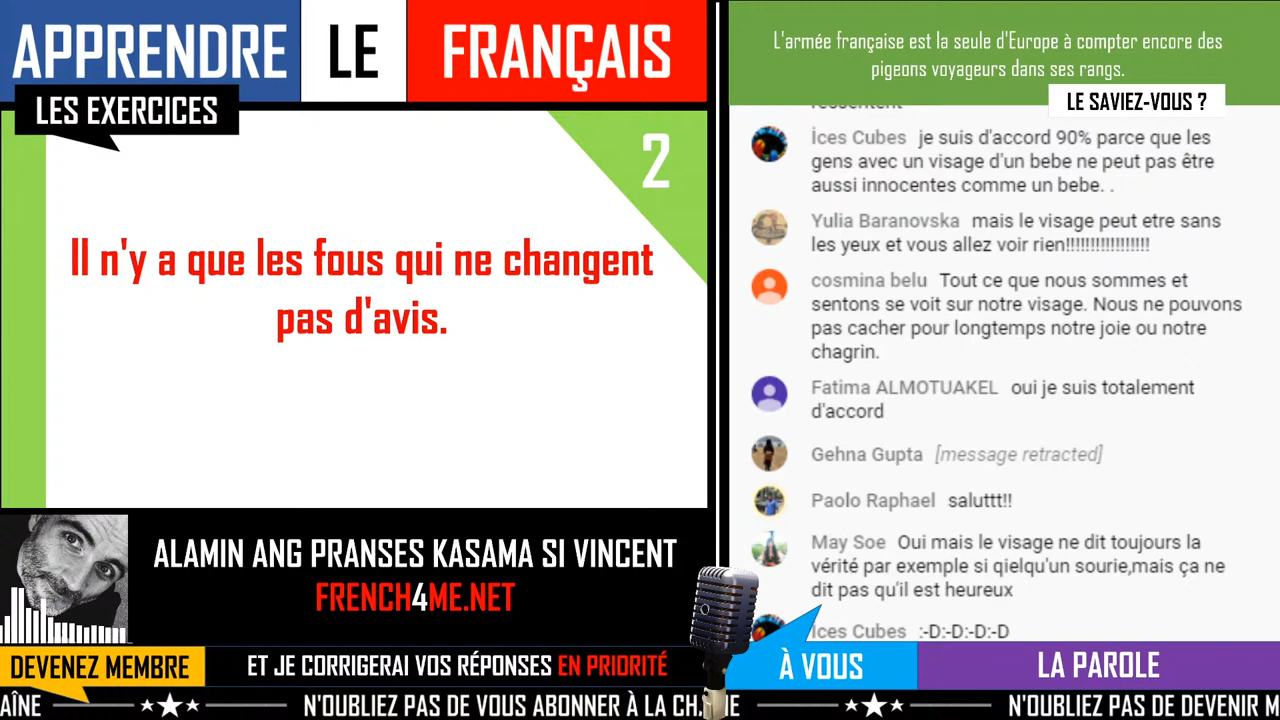 APPRENDRE LE FRANÇAIS
LES EXERCICES
2
Il n'y a que les fous qui ne changent
pas d'avis.
ALAMIN ANG PRANSES KASAMA SI VINCENT
FRENCH4ME.NET
DEVENEZ MEMBRE
ET JE CORRIGERAI VOS RÉPONSES EN PRIORITÉ
L'armée française est la seule d'Europe à compter encore des
pigeons voyageurs dans ses rangs.
LE SAVIEZ-VOUS ?
ressentent
İces Cubes je suis d'accord 90% parce que les
gens avec un visage d'un bebe ne peut pas être
aussi innocentes comme un bebe. .
Yulia Baranovska mais le visage peut etre sans
les yeux et vous allez voir rien!!!!!!!!!!!!!!!!!
cosmina belu Tout ce que nous sommes et
sentons se voit sur notre visage. Nous ne pouvons
pas cacher pour longtemps notre joie ou notre
chagrin.
Fatima ALMOTUAKEL oui je suis totalement
d'accord
Gehna Gupta [message retracted]
Paolo Raphael saluttt!!
May Soe Oui mais le visage ne dit toujours la
vérité par exemple si qielqu'un sourie,mais ça ne
dit pas qu'il est heureux
İces Cubes :-D:-D:-D:-D
À VOUS
LA PAROLE
AÎNE N'OUBLIEZ PAS DE VOUS ABONNER À LA CH NE N'OUBLIEZ PAS DE DEVENIR M